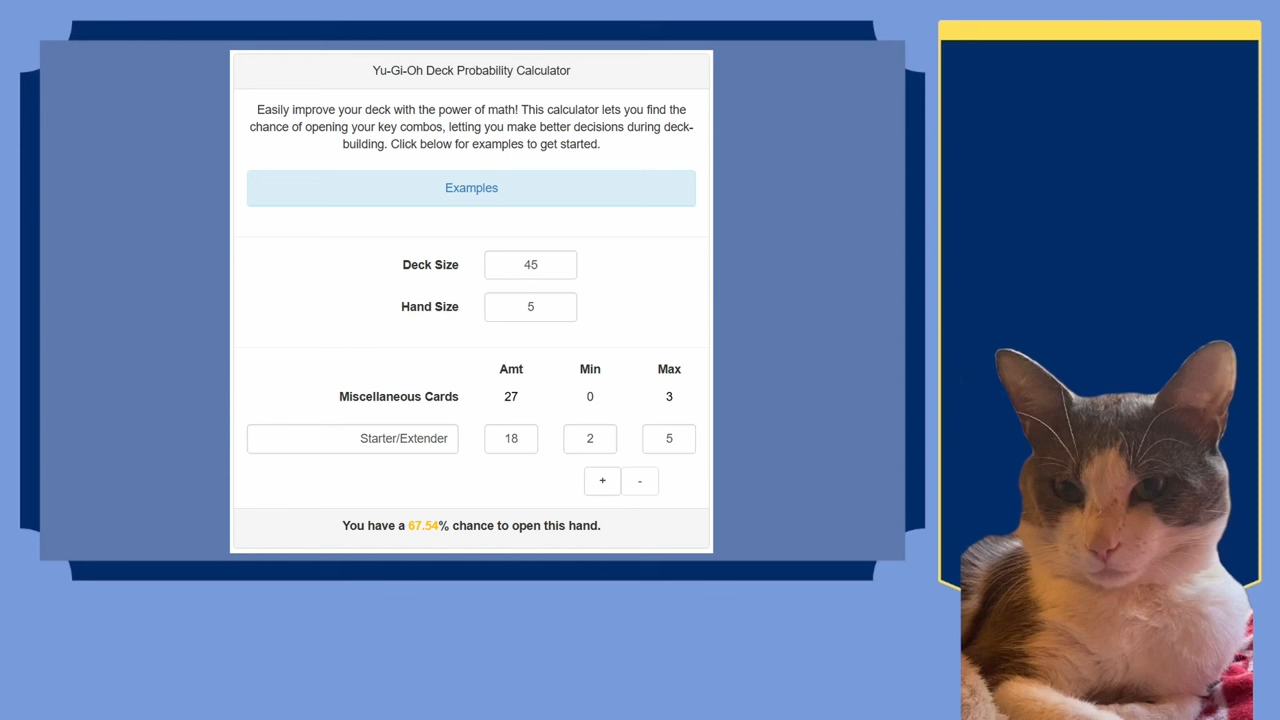 Yu-Gi-Oh Deck Probability Calculator
Easily improve your deck with the power of math! This calculator lets you find the
chance of opening your key combos, letting you make better decisions during deck-
building. Click below for examples to get started.
Examples
Deck Size 45
Hand Size 5
Amt Min Max
Miscellaneous Cards 27 0 3
Starter/Extender 18 2 5
+ -
You have a 67.54% chance to open this hand.